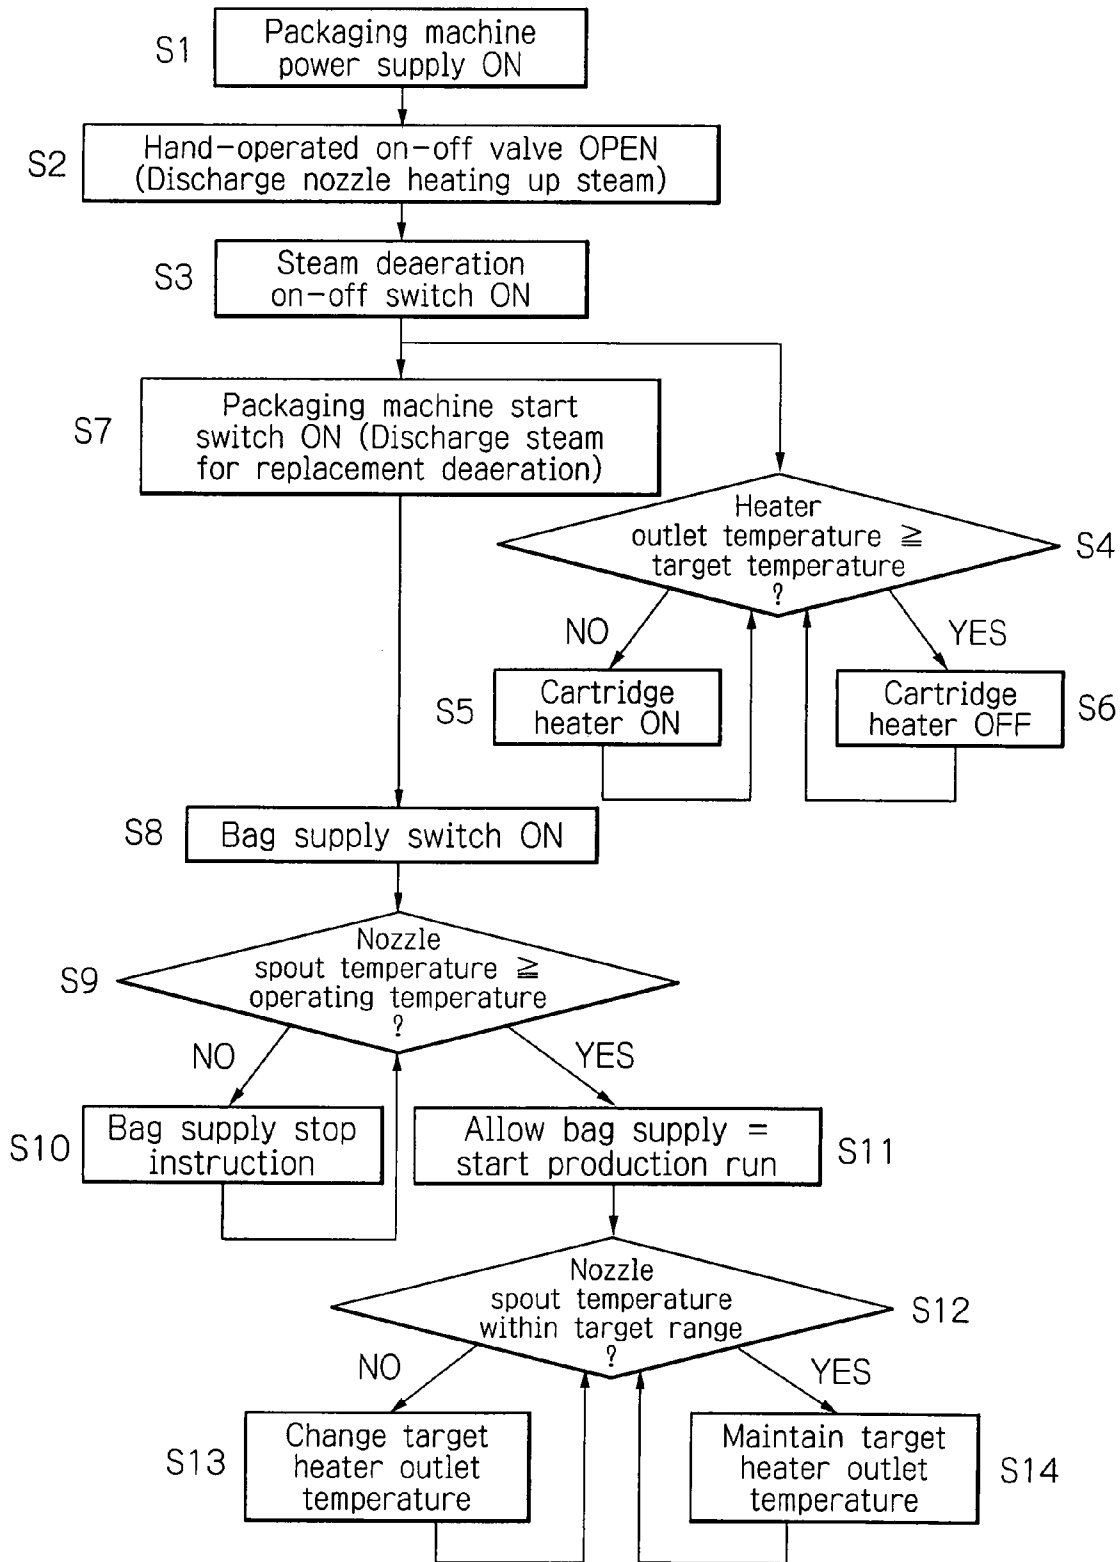 S1
Packaging machine
power supply ON
S2
Hand-operated on-off valve OPEN
(Discharge nozzle heating up steam)
S3
Steam deaeration
on-off switch ON
S7
Packaging machine start
switch ON (Discharge steam
for replacement deaeration)
Heater
outlet temperature ≧
target temperature
?
S4
NO
YES
S5
Cartridge
heater ON
Cartridge
heater OFF
S6
S8
Bag supply switch ON
S9
Nozzle
spout temperature ≧
operating temperature
?
NO
YES
S10
Bag supply stop
instruction
Allow bag supply =
start production run
S11
Nozzle
spout temperature
within target range
?
S12
NO
YES
S13
Change target
heater outlet
temperature
Maintain target
heater outlet
temperature
S14